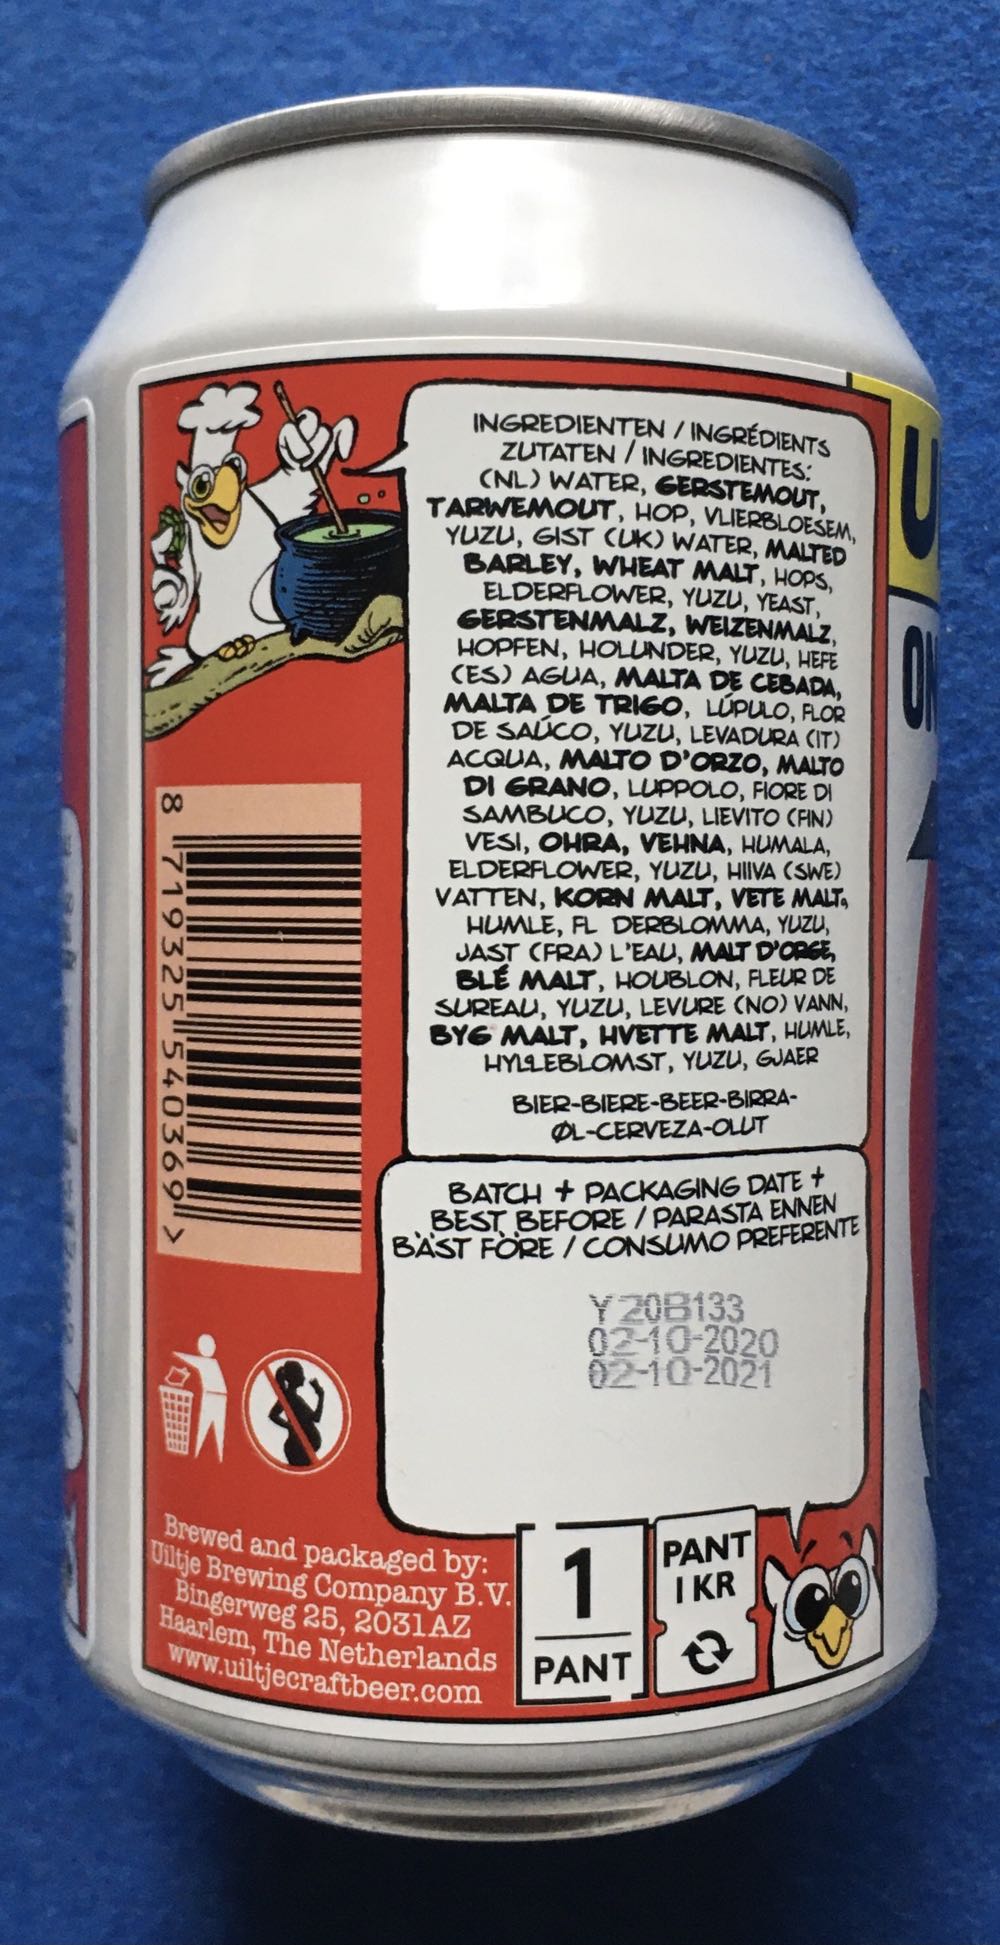 INGREDIENTEN / INGRÉDIENTS
ZUTATEN / INGREDIENTES:
(NL) WATER, GERSTEMOUT,
TARWEMOUT, HOP, VLIERBLOESEM,
YUZU, GIST (UK) WATER, MALTED
BARLEY, WHEAT MALT, HOPS,
ELDERFLOWER, YUZU, YEAST,
GERSTENMALZ, WEIZENMALZ,
HOPFEN, HOLUNDER, YUZU, HEFE
(ES) AGUA, MALTA DE CEBADA,
MALTA DE TRIGO, LÚPULO, FLOR
DE SAÚCO, YUZU, LEVADURA (IT)
ACQUA, MALTO D'ORZO, MALTO
DI GRANO, LUPPOLO, FIORE DI
SAMBUCO, YUZU, LIEVITO (FIN)
VESI, OHRA, VEHNA, HUMALA,
ELDERFLOWER, YUZU, HIIVA (SWE)
VATTEN, KORN MALT, VETE MALT,
HUMLE, FL DERBLOMMA, YUZU,
JAST (FRA) L'EAU, MALT D'ORGE,
BLÉ MALT, HOUBLON, FLEUR DE
SUREAU, YUZU, LEVURE (NO) VANN,
BYG MALT, HVETTE MALT, HUMLE,
HYLLEBLOMST, YUZU, GJAER
BIER-BIERE-BEER-BIRRA-
ØL-CERVEZA-OLUT
BATCH + PACKAGING DATE +
BEST BEFORE / PARASTA ENNEN
BÄST FÖRE / CONSUMO PREFERENTE
Y20B133
02-10-2020
02-10-2021
8 719325 540369 >
Brewed and packaged by:
Uiltje Brewing Company B.V.
Bingerweg 25, 2031AZ
Haarlem, The Netherlands
www.uiltjecraftbeer.com
1
PANT
PANT
1 KR